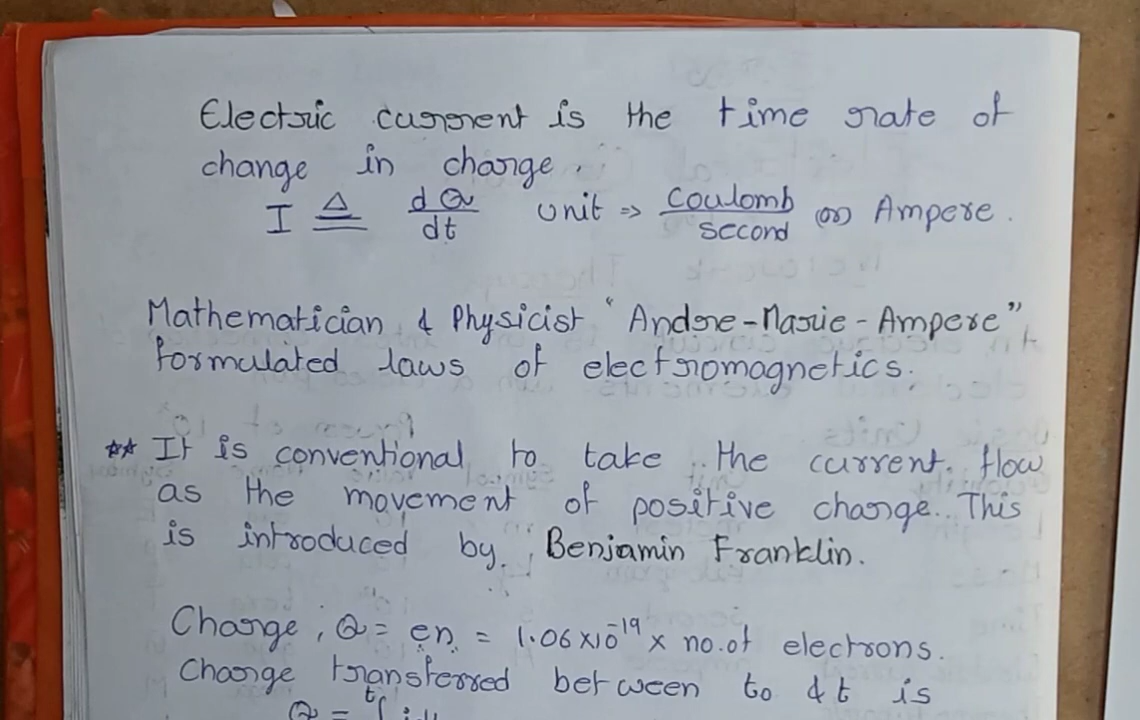 Electric current is the time rate of
change in charge.
I ≜ dQ/dt unit ⇒ Coulomb/second (or) Ampere.
Mathematician & Physicist "Andre-Marie-Ampere"
formulated laws of electromagnetics.
** It is conventional to take the current flow
as the movement of positive charge. This
is introduced by Benjamin Franklin.
Charge, Q = en = 1.06×10⁻¹⁹ × no.of electrons.
Charge transferred between to & t is
Q =